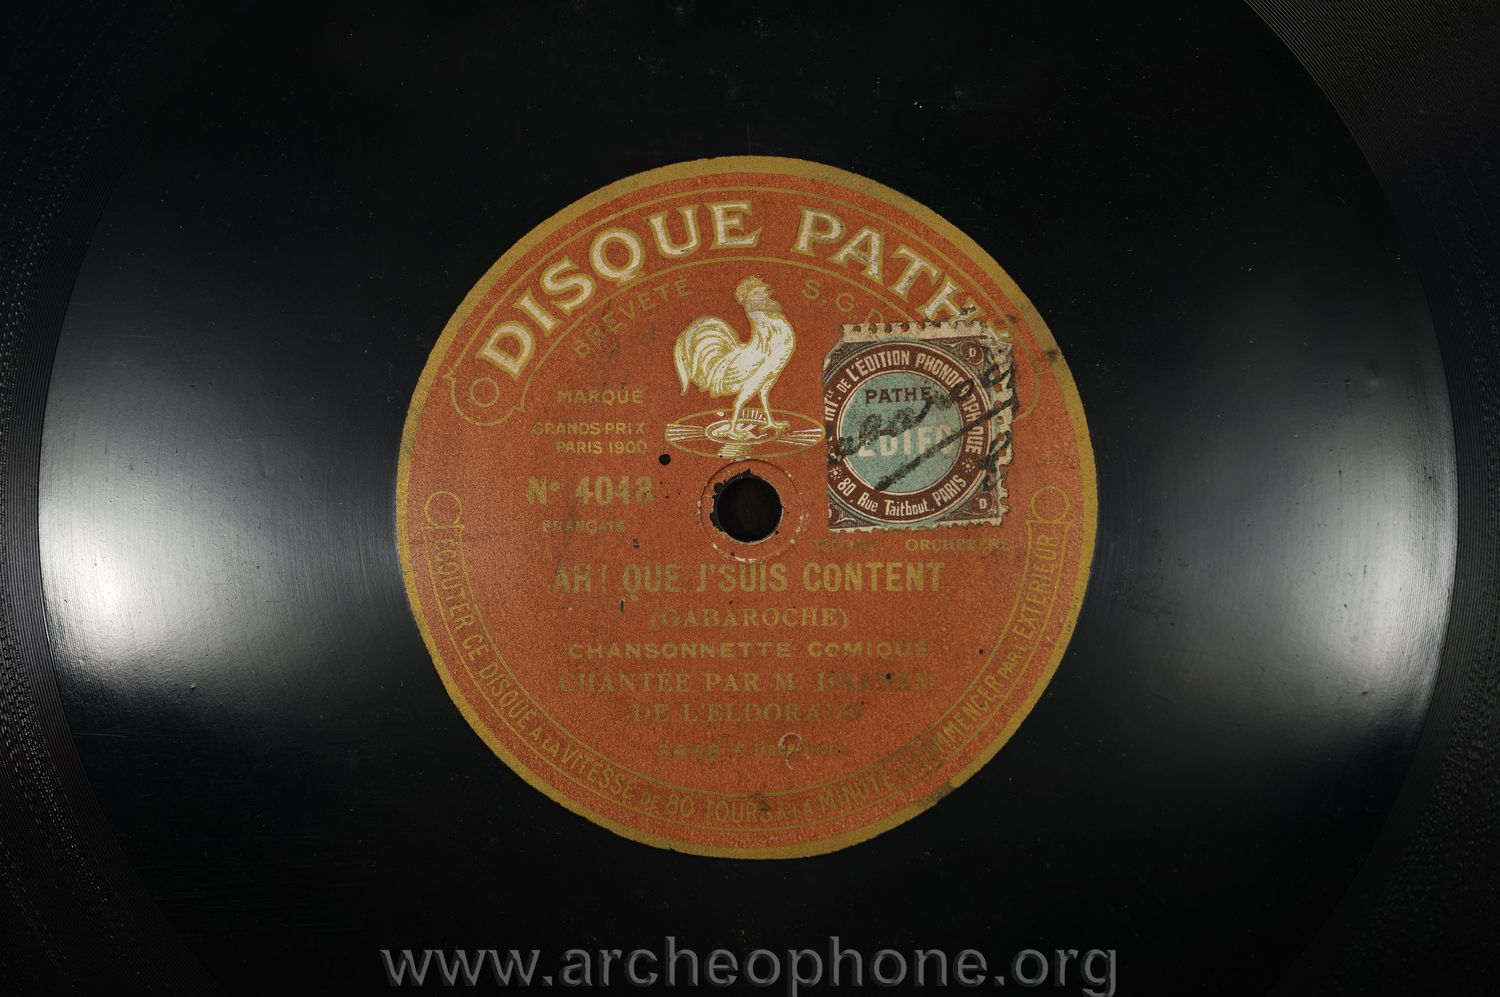 DISQUE PATH
BREVETÉ S.G.D
MARQUE
GRANDS PRIX
PARIS 1900
N° 4048
FRANÇAIS
DE L'ÉDITION PHONOGRAPHIQUE
PATHÉ
80, Rue Taitbout, PARIS
D
D
ORCHESTRE
AH! QUE J'SUIS CONTENT
(GABAROCHE)
CHANSONNETTE COMIQUE
CHANTÉE PAR M. DRANEM
DE L'ELDORADO
ÉCOUTER CE DISQUE A LA VITESSE DE 80 TOURS A LA MINUTE ET COMMENCER PAR L'EXTÉRIEUR
www.archeophone.org